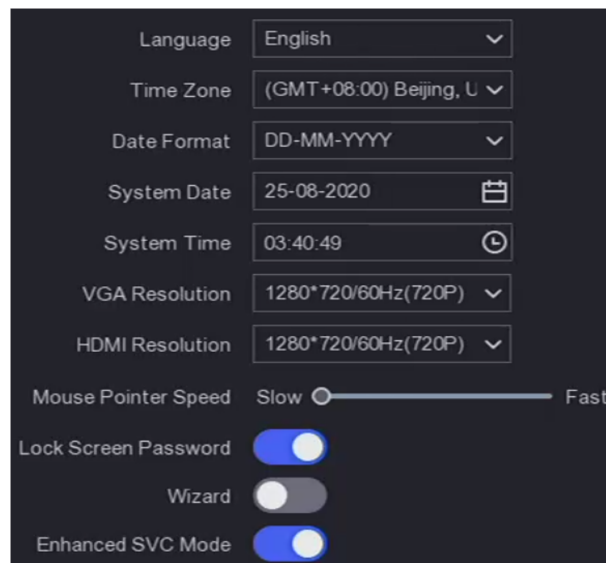 Language English
Time Zone (GMT+08:00) Beijing, U
Date Format DD-MM-YYYY
System Date 25-08-2020
System Time 03:40:49
VGA Resolution 1280*720/60Hz(720P)
HDMI Resolution 1280*720/60Hz(720P)
Mouse Pointer Speed Slow Fast
Lock Screen Password
Wizard
Enhanced SVC Mode